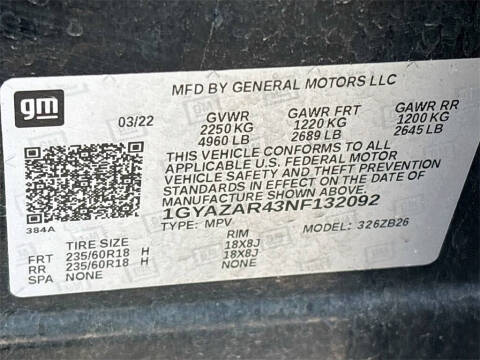 MFD BY GENERAL MOTORS LLC
gm
03/22 GVWR GAWR FRT GAWR RR
2250 KG 1220 KG 1200 KG
4960 LB 2689 LB 2645 LB
THIS VEHICLE CONFORMS TO ALL
APPLICABLE U.S. FEDERAL MOTOR
VEHICLE SAFETY AND THEFT PREVENTION
STANDARDS IN EFFECT ON THE DATE OF
MANUFACTURE SHOWN ABOVE.
1GYAZAR43NF132092
384A TYPE: MPV MODEL: 326ZB26
TIRE SIZE RIM
FRT 235/60R18 H 18X8J
RR 235/60R18 H 18X8J
SPA NONE NONE